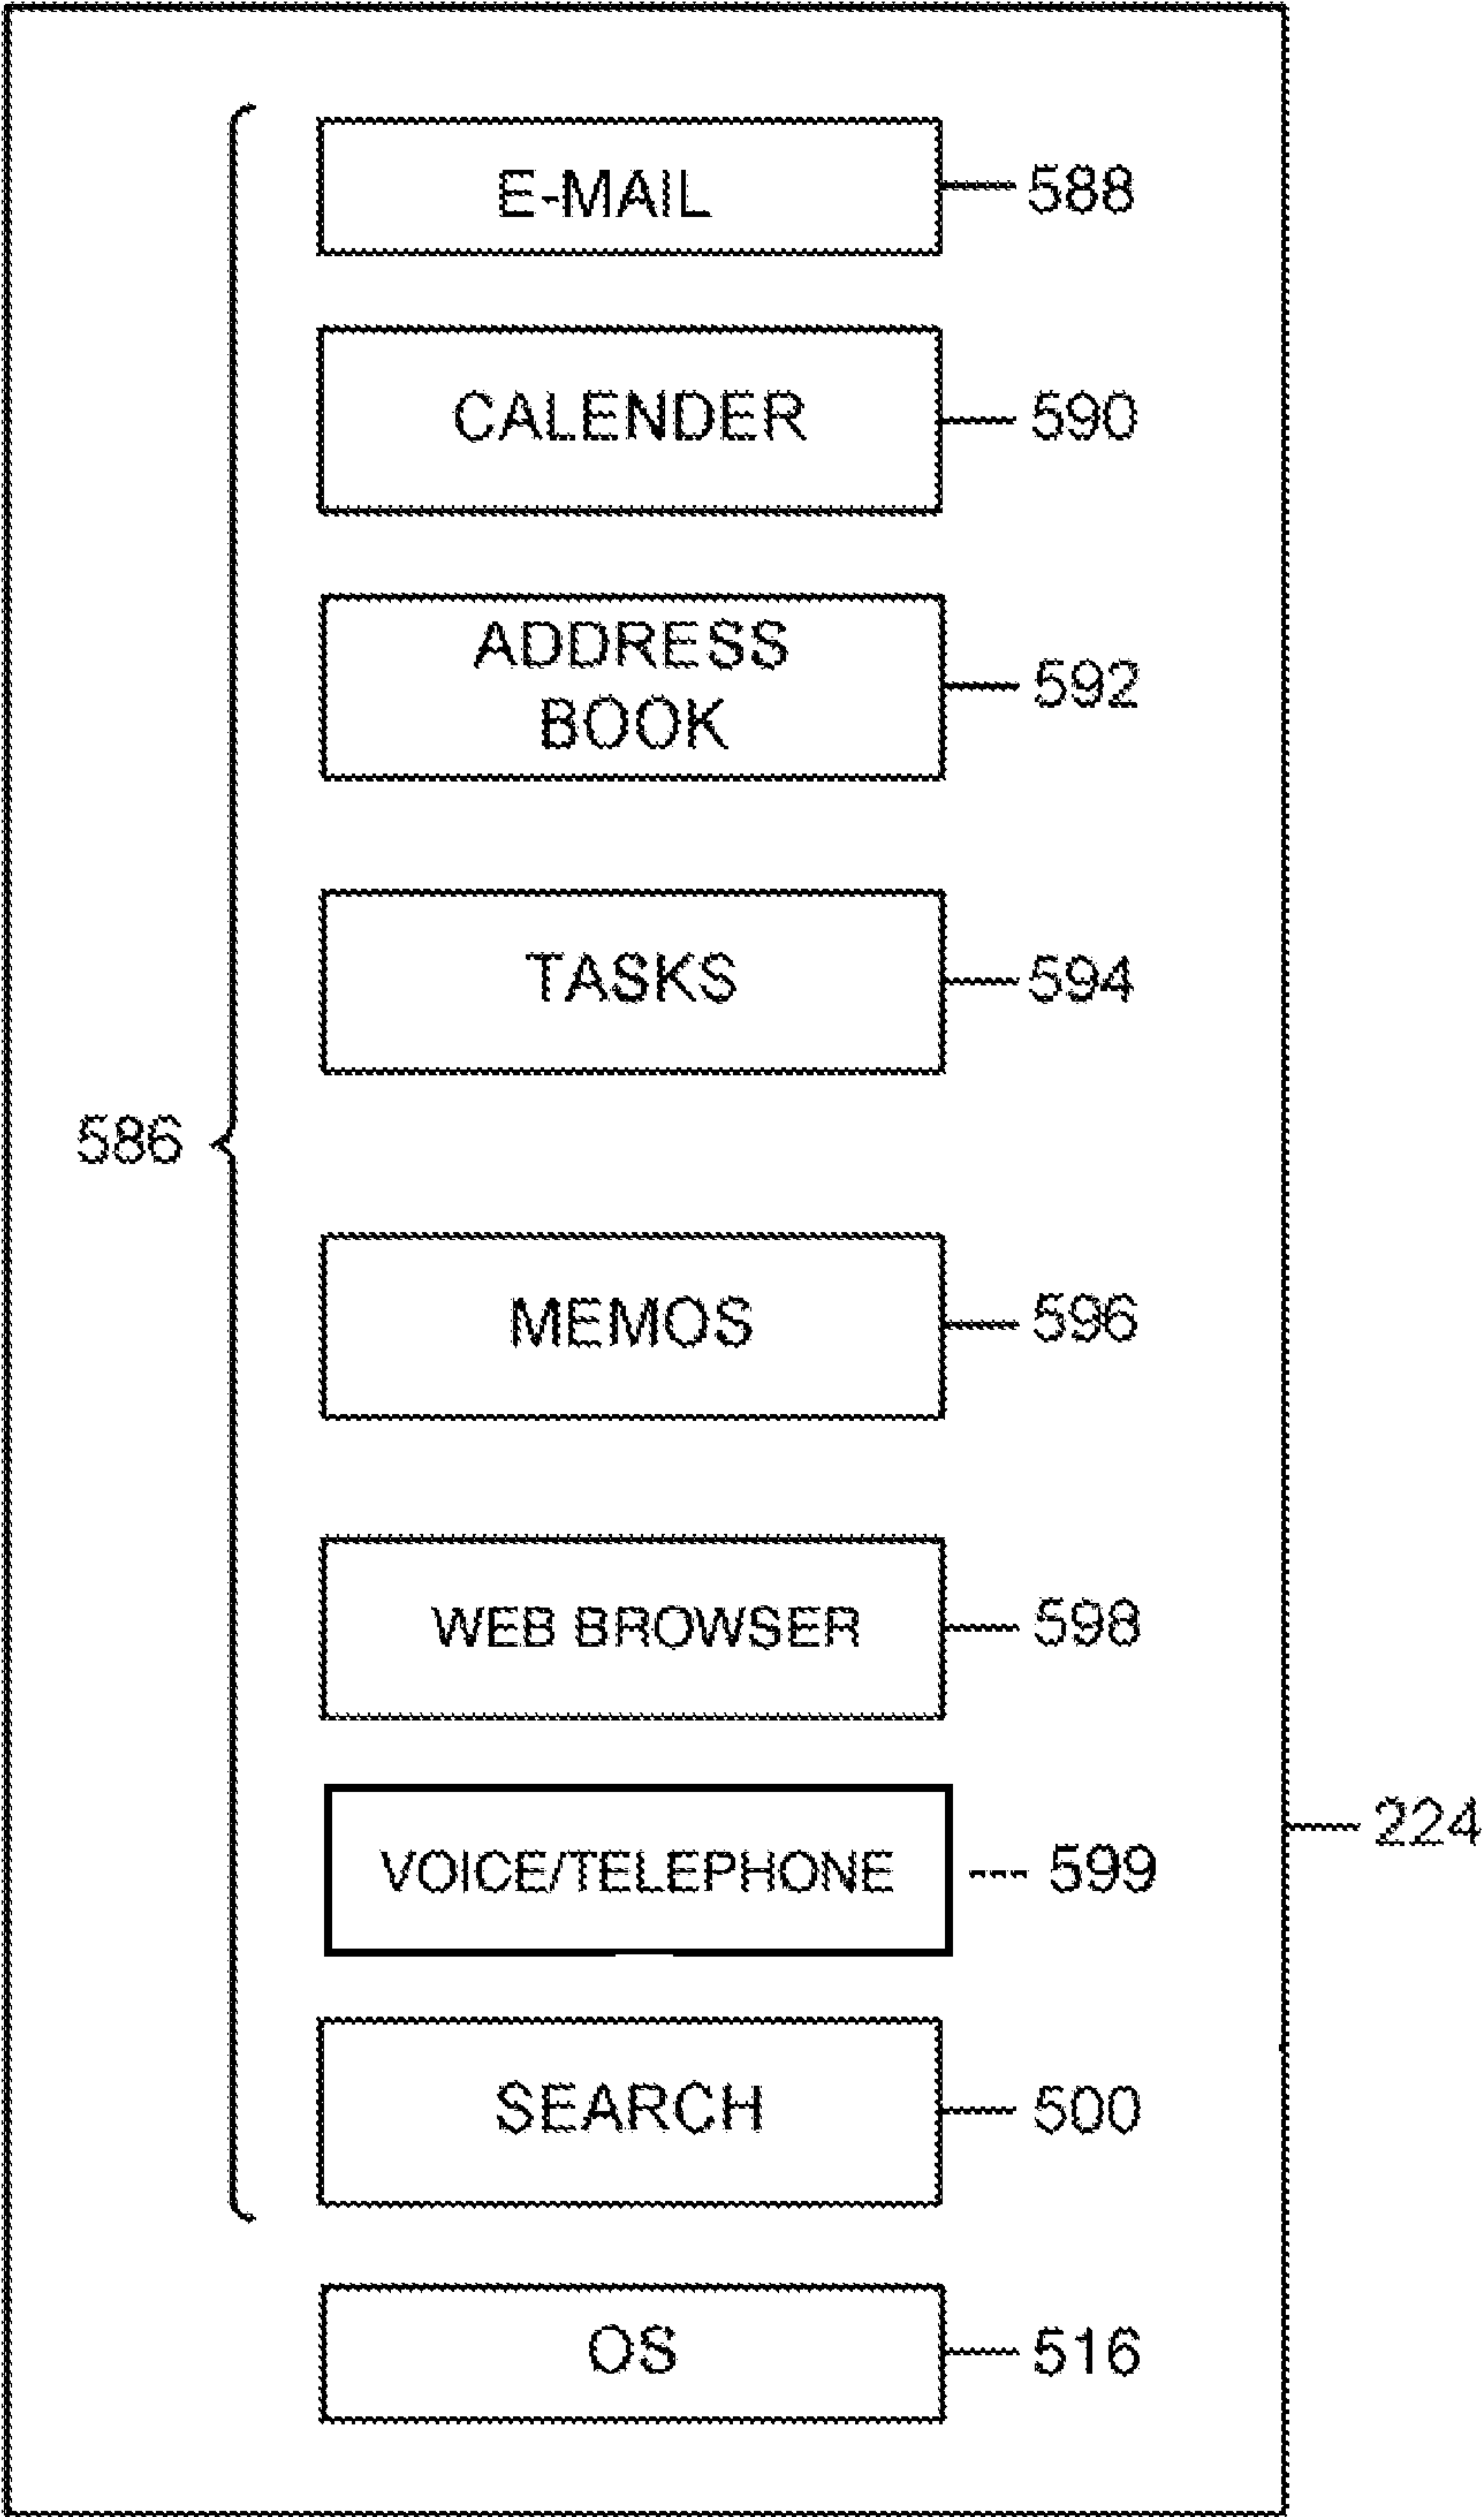 E-MAIL 588
CALENDER 590
ADDRESS
BOOK
592
TASKS 594
586
MEMOS 596
WEB BROWSER 598
224
VOICE/TELEPHONE 599
SEARCH 500
OS 516